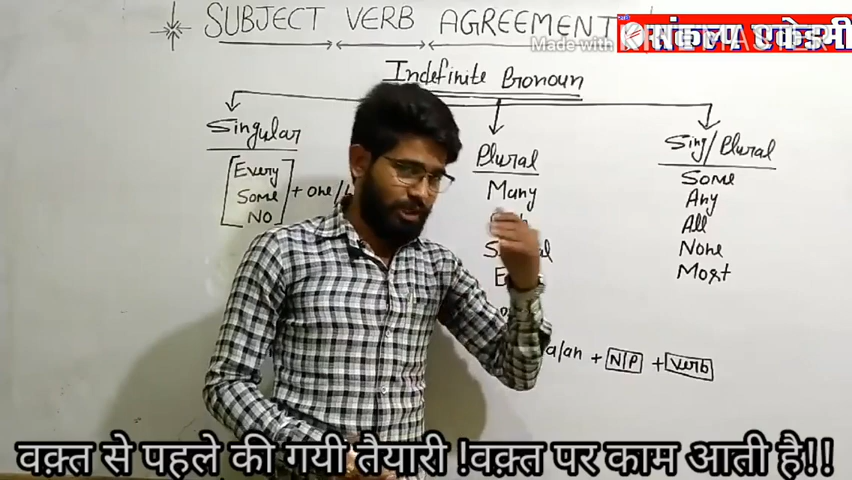 SUBJECT VERB AGREEMENT
संकल्प एकेडमी
Made with KINEMASTER
Indefinite Pronoun
Singular
Every
Some
NO
+ one/
Plural
Many
Sing/Plural
Some
Any
All
None
Most
a/an + N/P + verb
वक़्त से पहले की गयी तैयारी !वक़्त पर काम आती है!!